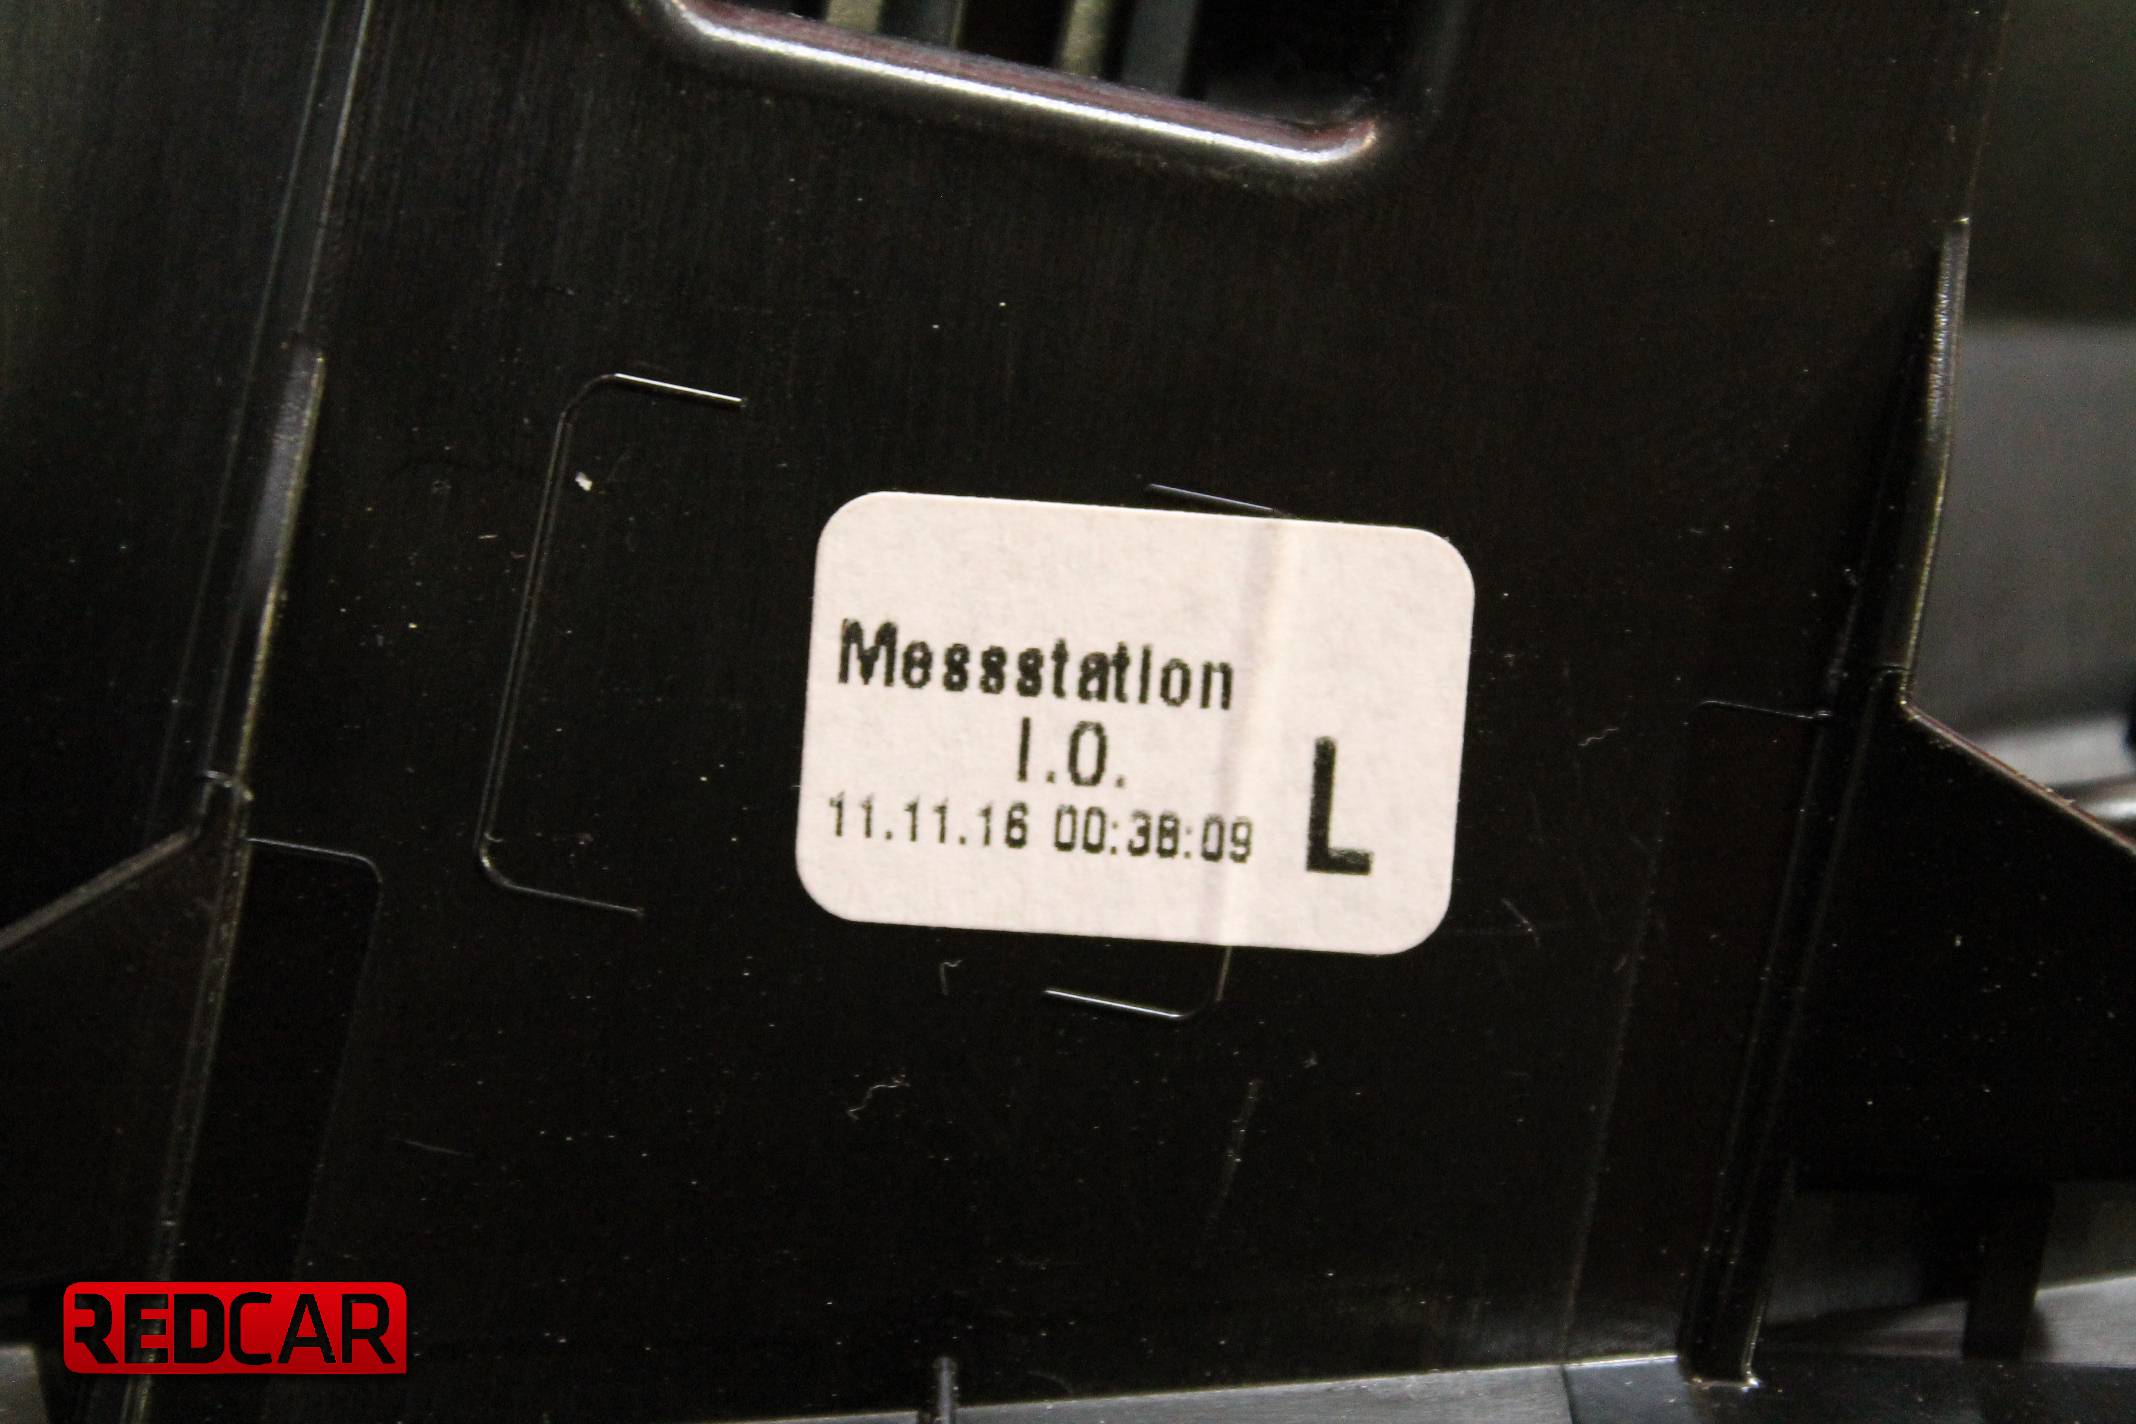 Messstation
I.O.
11.11.16 00:38:09
L
REDCAR